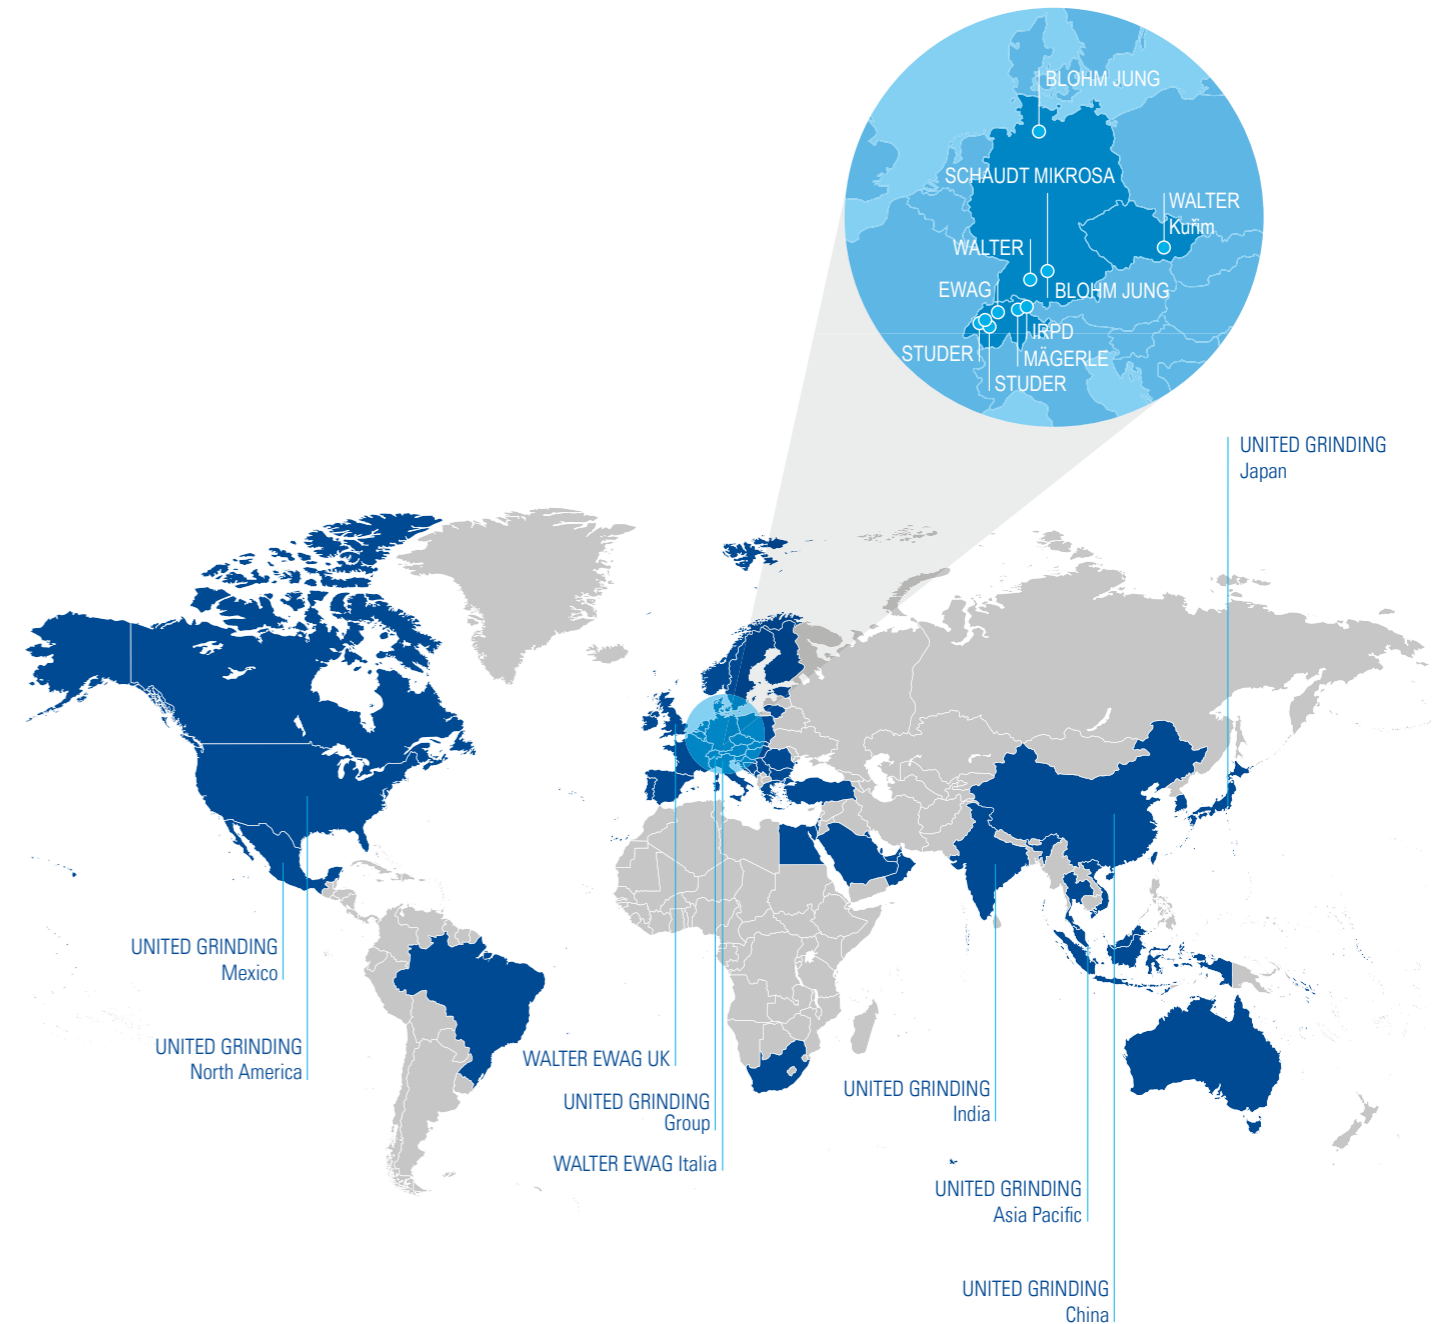 BLOHM JUNG
SCHAUDT MIKROSA
WALTER
Kuřim
WALTER
EWAG
BLOHM JUNG
IRPD
STUDER
MÄGERLE
STUDER
UNITED GRINDING
Japan
UNITED GRINDING
Mexico
UNITED GRINDING
North America
WALTER EWAG UK
UNITED GRINDING
Group
WALTER EWAG Italia
UNITED GRINDING
India
UNITED GRINDING
Asia Pacific
UNITED GRINDING
China